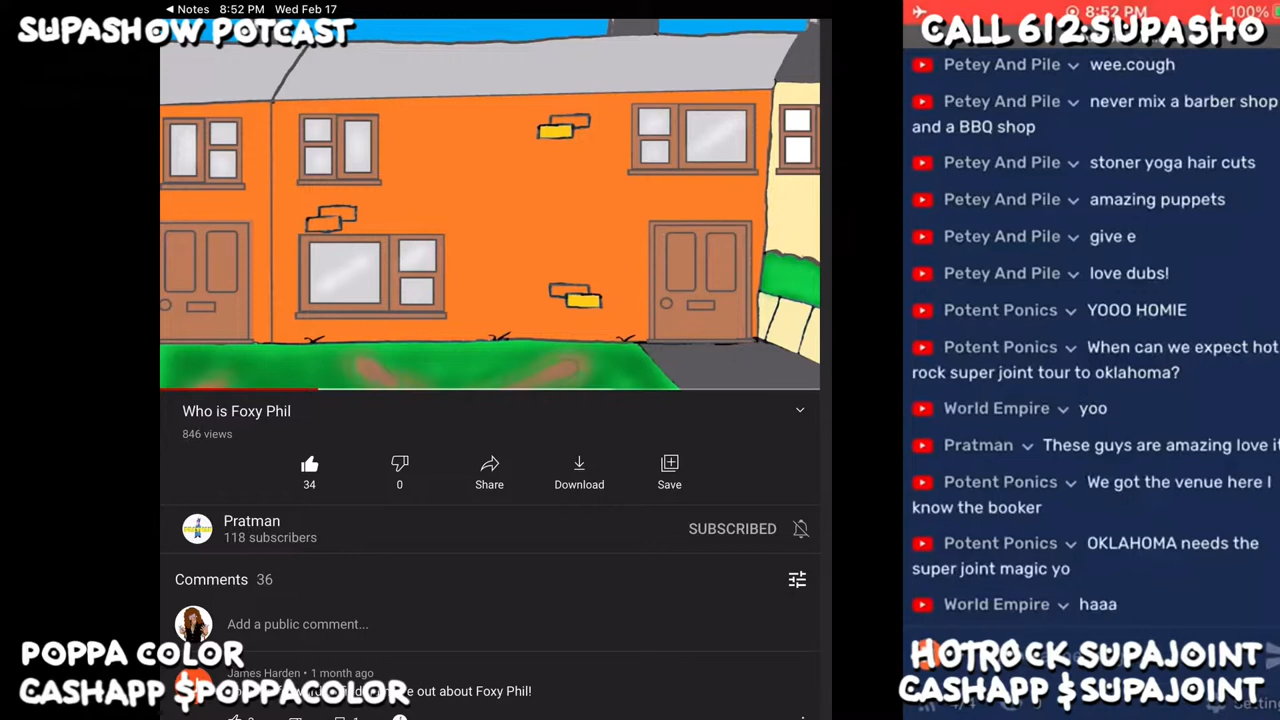 SUPASHOW POTCAST
Notes 8:52 PM Wed Feb 17
Who is Foxy Phil
846 views
34
0
Share
Download
Save
Pratman
118 subscribers
SUBSCRIBED
Comments 36
Add a public comment...
James Harden • 1 month ago
out about Foxy Phil!
POPPA COLOR
CASHAPP $POPPACOLOR
8:52 PM 100%
CALL 612-SUPASHO
Petey And Pile wee.cough
Petey And Pile never mix a barber shop
and a BBQ shop
Petey And Pile stoner yoga hair cuts
Petey And Pile amazing puppets
Petey And Pile give e
Petey And Pile love dubs!
Potent Ponics YOOO HOMIE
Potent Ponics When can we expect hot
rock super joint tour to oklahoma?
World Empire yoo
Pratman These guys are amazing love it
Potent Ponics We got the venue here I
know the booker
Potent Ponics OKLAHOMA needs the
super joint magic yo
World Empire haaa
HOTROCK SUPAJOINT
CASHAPP $SUPAJOINT